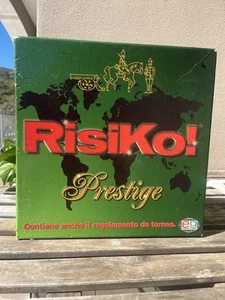 RisiKo!
Prestige
Contiene anche il regolamento da torneo.